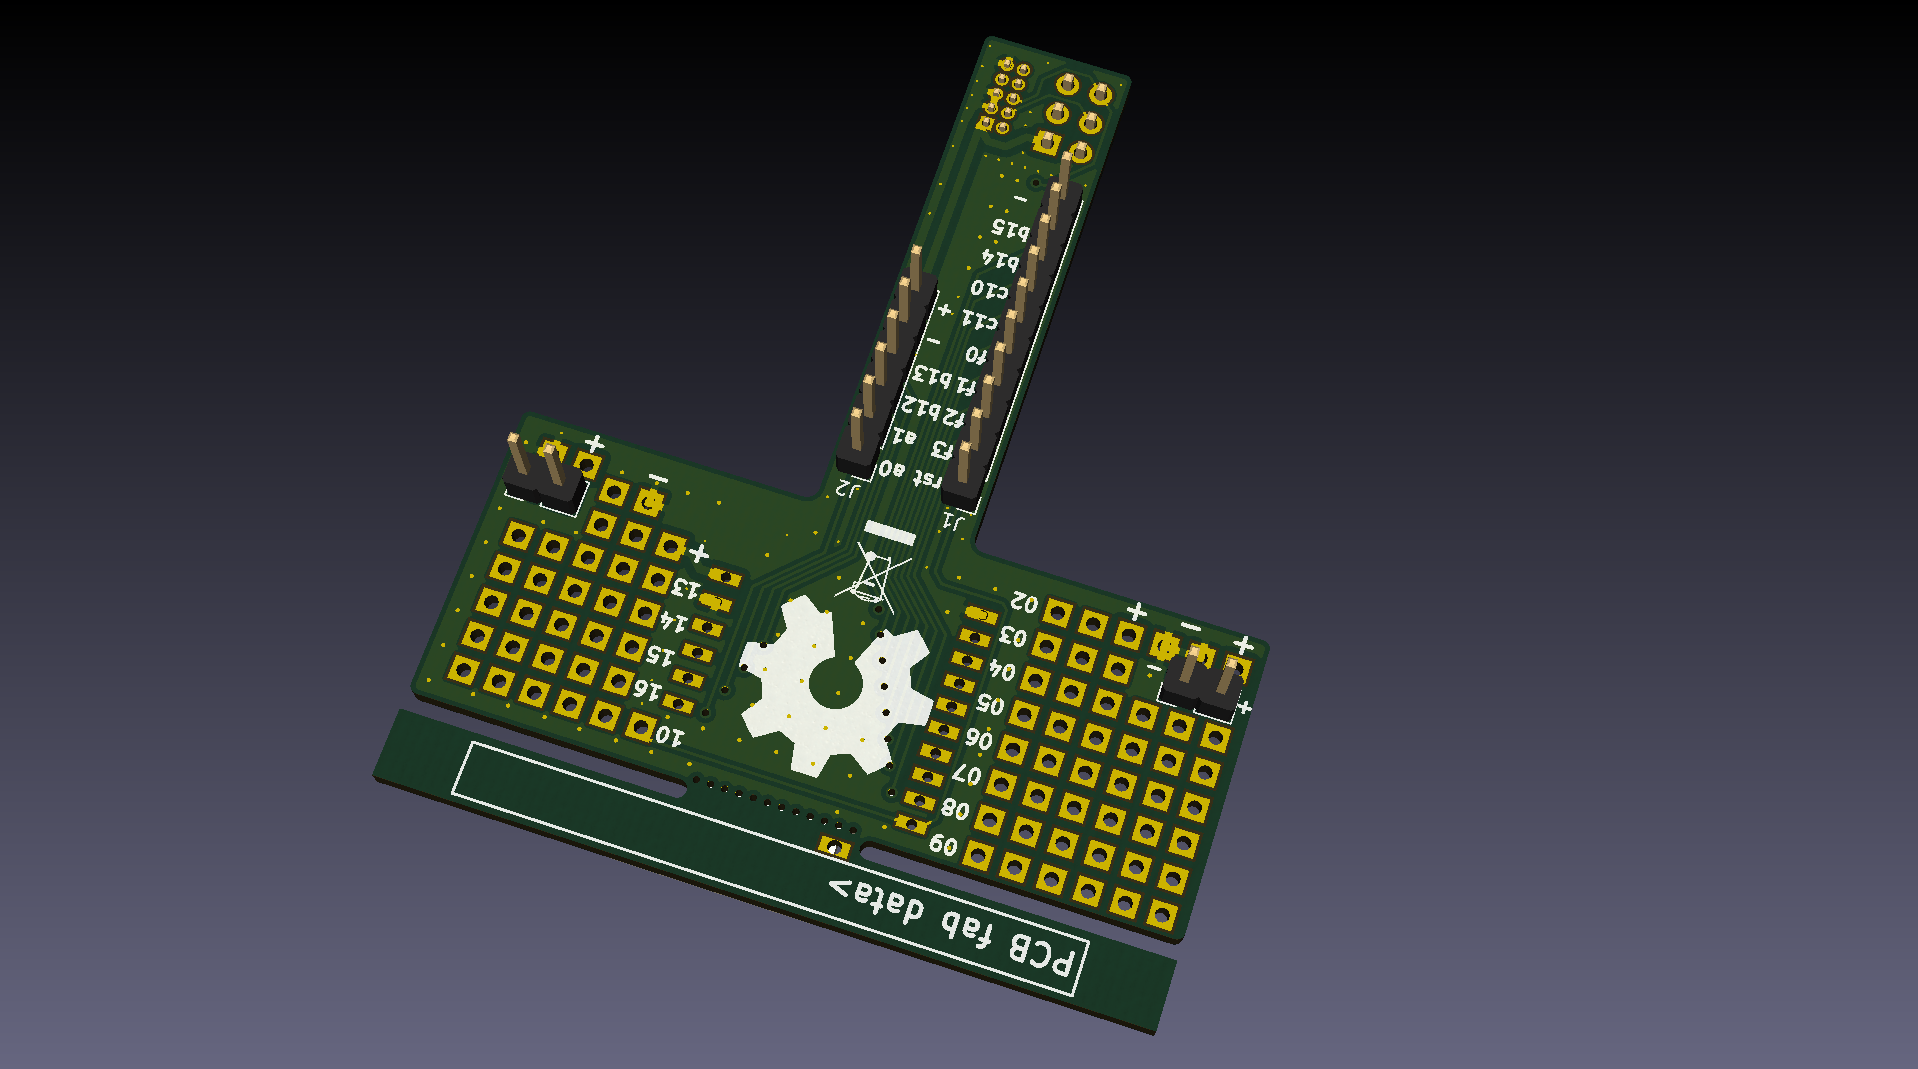 -
b15
b14
c10
c11
f0
f1
f2
f3
rst
J1
+
-
b13
b12
a1
a0
J2
+
-
+
13
14
15
16
10
02
03
04
05
06
07
08
09
+
-
+
-
+
PCB fab data>